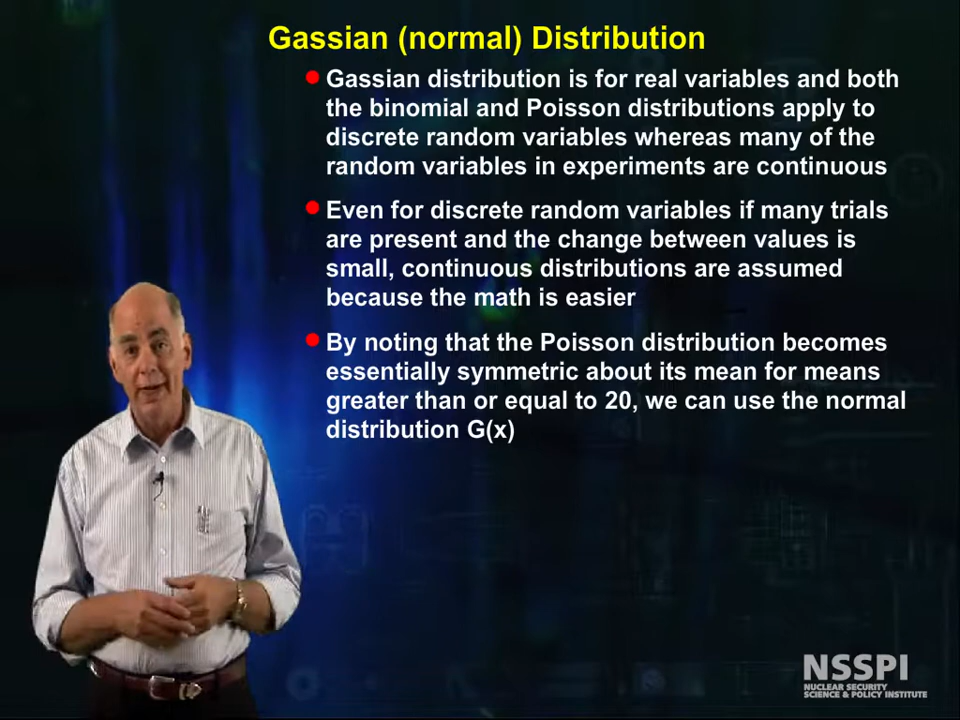 Gassian (normal) Distribution
Gassian distribution is for real variables and both
the binomial and Poisson distributions apply to
discrete random variables whereas many of the
random variables in experiments are continuous
Even for discrete random variables if many trials
are present and the change between values is
small, continuous distributions are assumed
because the math is easier
By noting that the Poisson distribution becomes
essentially symmetric about its mean for means
greater than or equal to 20, we can use the normal
distribution G(x)
NSSPI
NUCLEAR SECURITY
SCIENCE & POLICY INSTITUTE